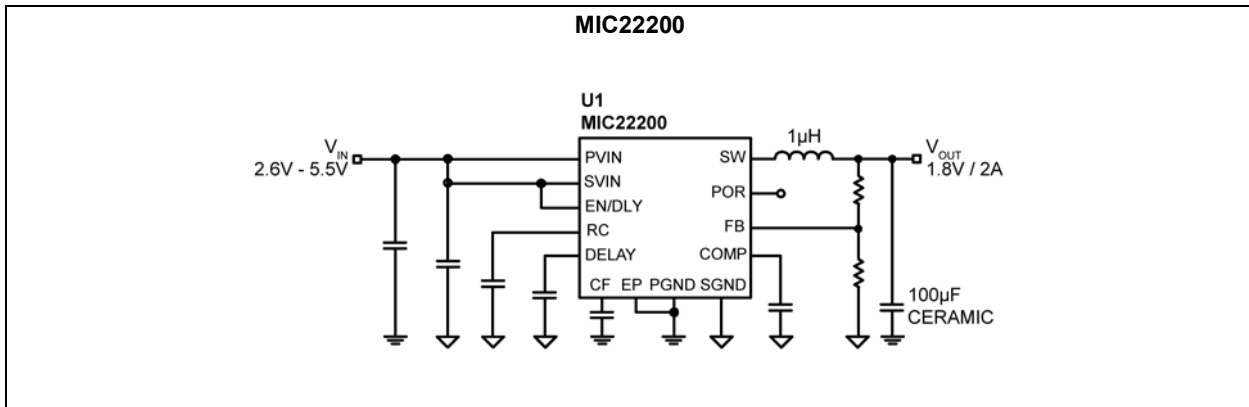 MIC22200
U1
MIC22200
V_IN
2.6V - 5.5V
PVIN
SVIN
EN/DLY
RC
DELAY
CF EP PGND SGND
SW
POR
FB
COMP
1µH
V_OUT
1.8V / 2A
100µF
CERAMIC